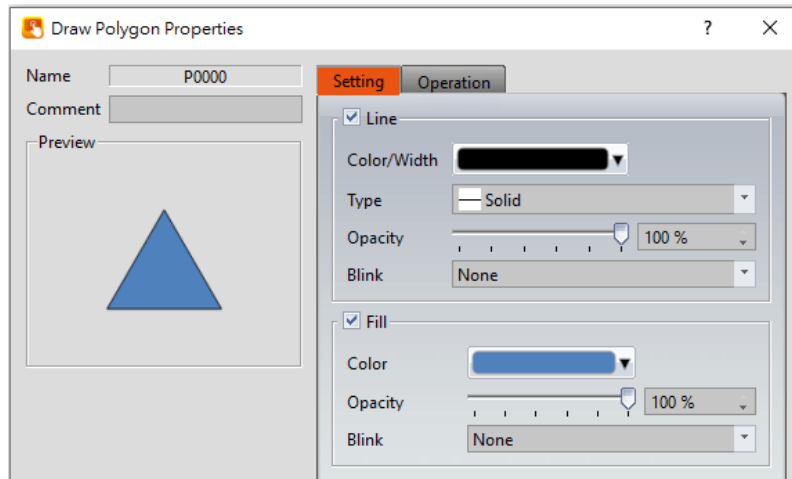 Draw Polygon Properties
?
Name P0000
Comment
Preview
Setting Operation
Line
Color/Width
Type Solid
Opacity 100 %
Blink None
Fill
Color
Opacity 100 %
Blink None